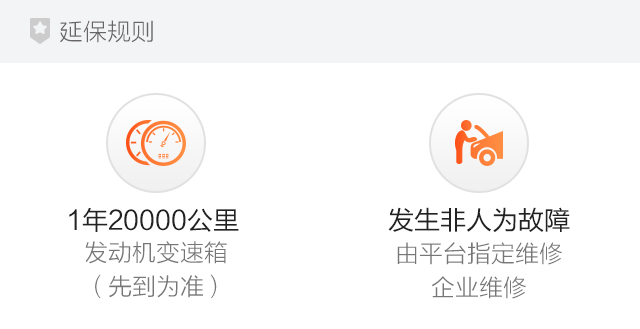 延保规则
1年20000公里
发动机变速箱
（先到为准）
发生非人为故障
由平台指定维修
企业维修